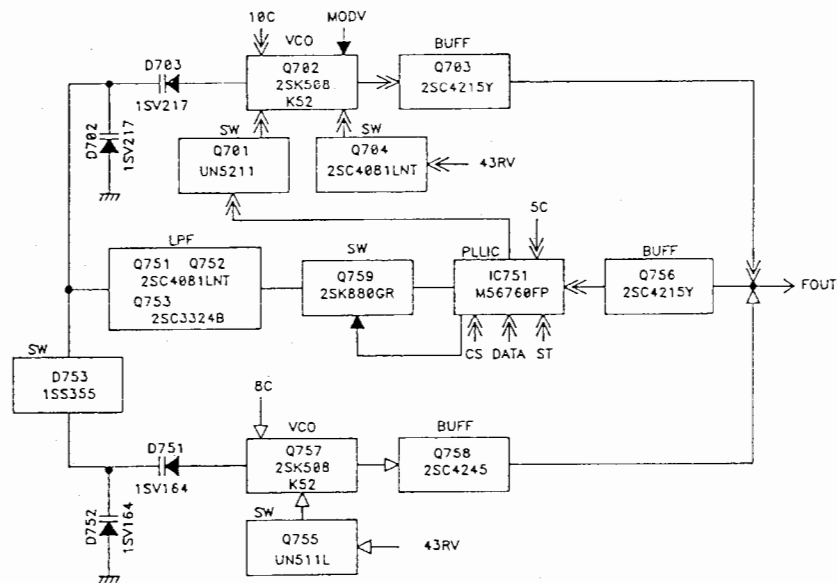 10C
MODV
VCO
BUFF
D703
1SV217
Q702
2SK508
K52
Q703
2SC4215Y
D702
1SV217
SW
Q701
UN5211
SW
Q704
2SC4081LNT
43RV
5C
LPF
Q751 Q752
2SC4081LNT
Q753
2SC3324B
SW
Q759
2SK880GR
PLLIC
IC751
M56760FP
BUFF
Q756
2SC4215Y
FOUT
CS DATA ST
SW
D753
1SS355
8C
D751
1SV164
VCO
Q757
2SK508
K52
BUFF
Q758
2SC4245
D752
1SV164
SW
Q755
UN511L
43RV